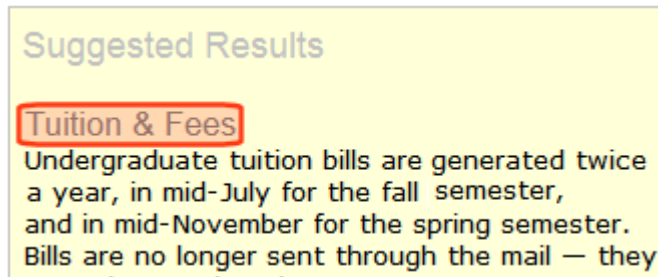 Suggested Results
Tuition & Fees
Undergraduate tuition bills are generated twice
a year, in mid-July for the fall semester,
and in mid-November for the spring semester.
Bills are no longer sent through the mail — they